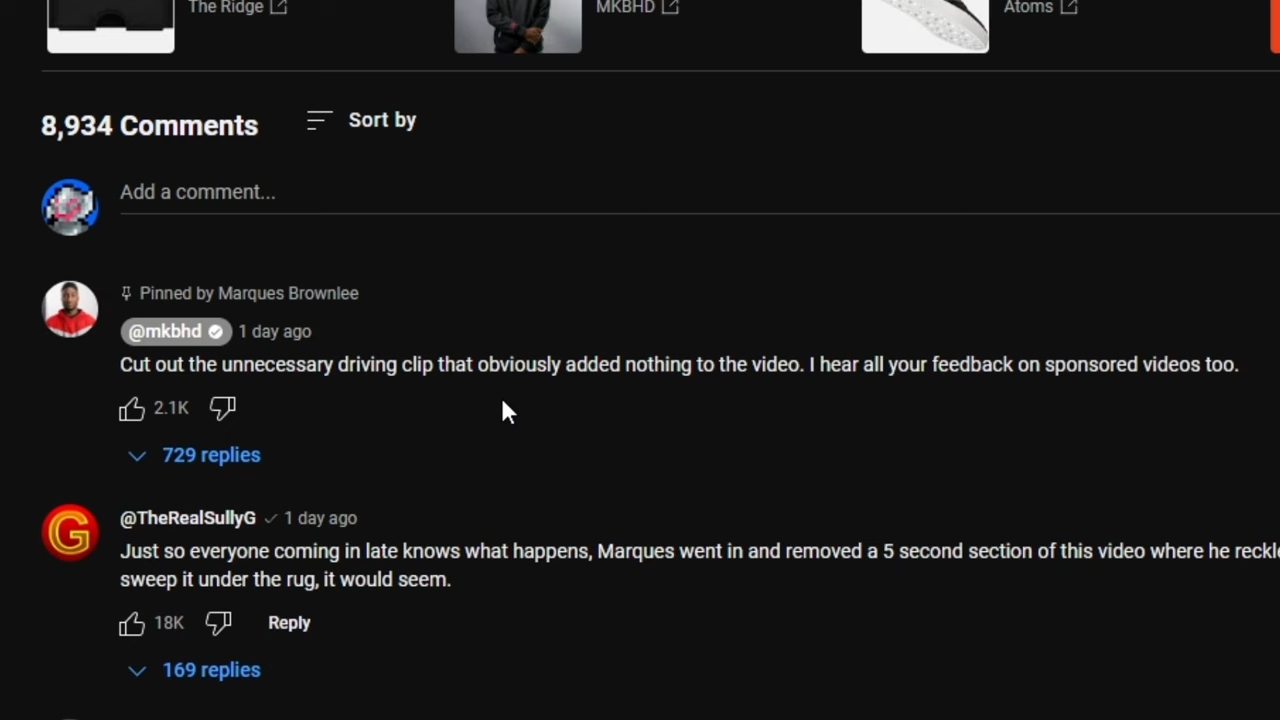 The Ridge
MKBHD
Atoms
8,934 Comments
Sort by
Add a comment...
Pinned by Marques Brownlee
@mkbhd
1 day ago
Cut out the unnecessary driving clip that obviously added nothing to the video. I hear all your feedback on sponsored videos too.
2.1K
729 replies
G
@TheRealSullyG
1 day ago
Just so everyone coming in late knows what happens, Marques went in and removed a 5 second section of this video where he reckle
sweep it under the rug, it would seem.
18K
Reply
169 replies